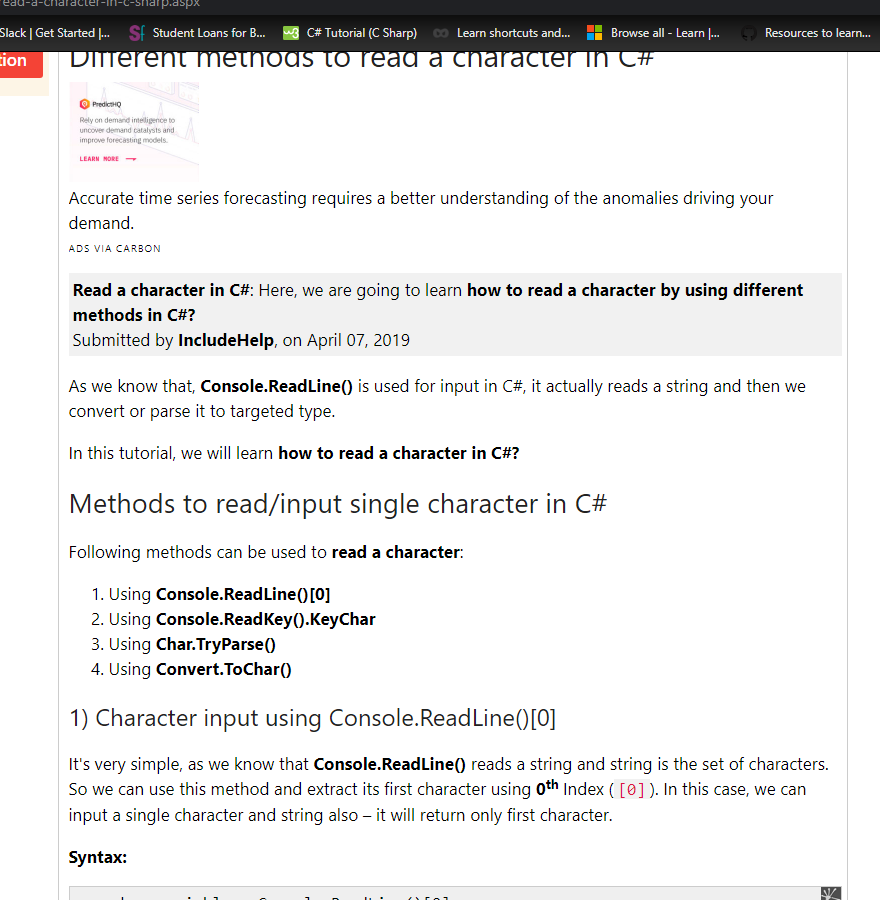 read-a-character-in-c-sharp.aspx
Slack | Get Started |... Student Loans for B... C# Tutorial (C Sharp) Learn shortcuts and... Browse all - Learn |... Resources to learn...
tion
Different methods to read a character in C#
PredictHQ
Rely on demand intelligence to
uncover demand catalysts and
improve forecasting models.
LEARN MORE
Accurate time series forecasting requires a better understanding of the anomalies driving your
demand.
ADS VIA CARBON
Read a character in C#: Here, we are going to learn how to read a character by using different
methods in C#?
Submitted by IncludeHelp, on April 07, 2019
As we know that, Console.ReadLine() is used for input in C#, it actually reads a string and then we
convert or parse it to targeted type.
In this tutorial, we will learn how to read a character in C#?
Methods to read/input single character in C#
Following methods can be used to read a character:
1. Using Console.ReadLine()[0]
2. Using Console.ReadKey().KeyChar
3. Using Char.TryParse()
4. Using Convert.ToChar()
1) Character input using Console.ReadLine()[0]
It's very simple, as we know that Console.ReadLine() reads a string and string is the set of characters.
So we can use this method and extract its first character using 0th Index ( [0] ). In this case, we can
input a single character and string also – it will return only first character.
Syntax: